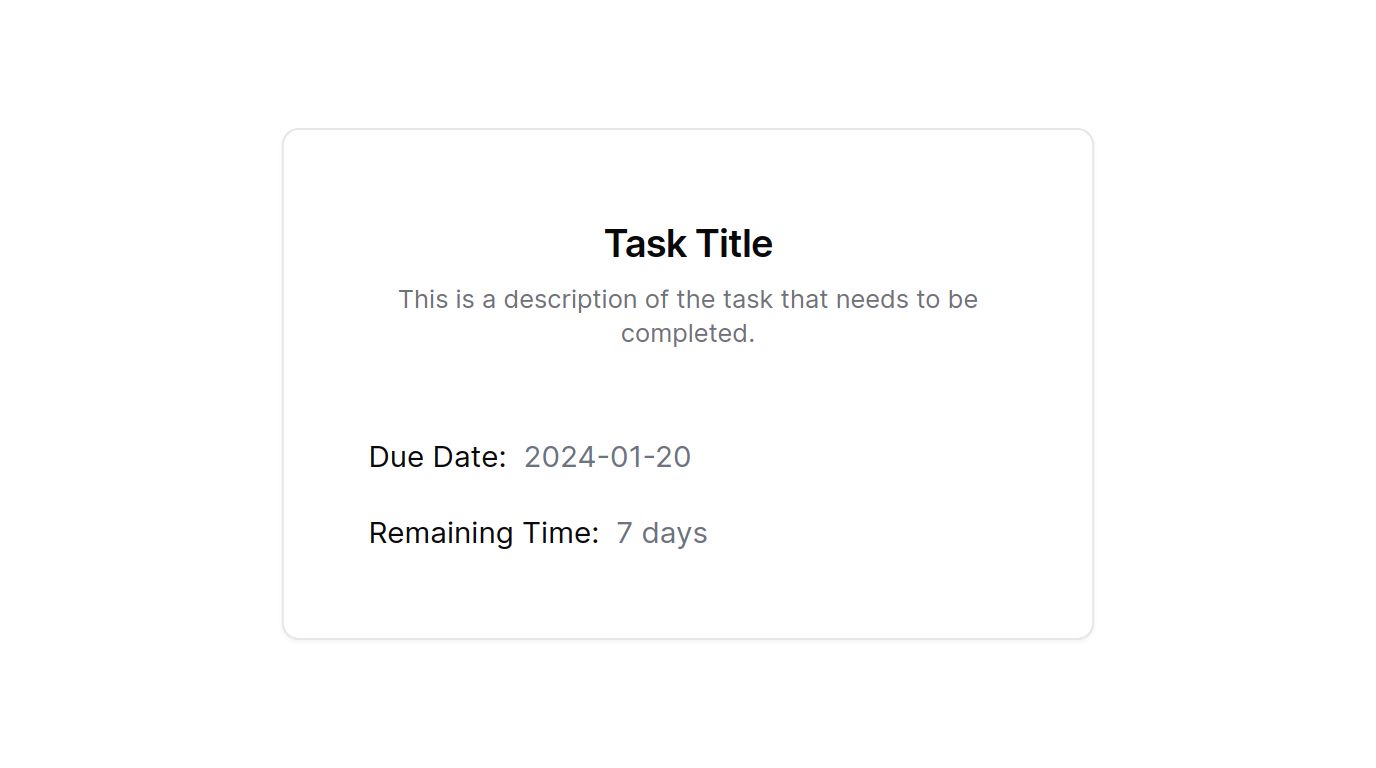 Task Title
This is a description of the task that needs to be
completed.
Due Date: 2024-01-20
Remaining Time: 7 days